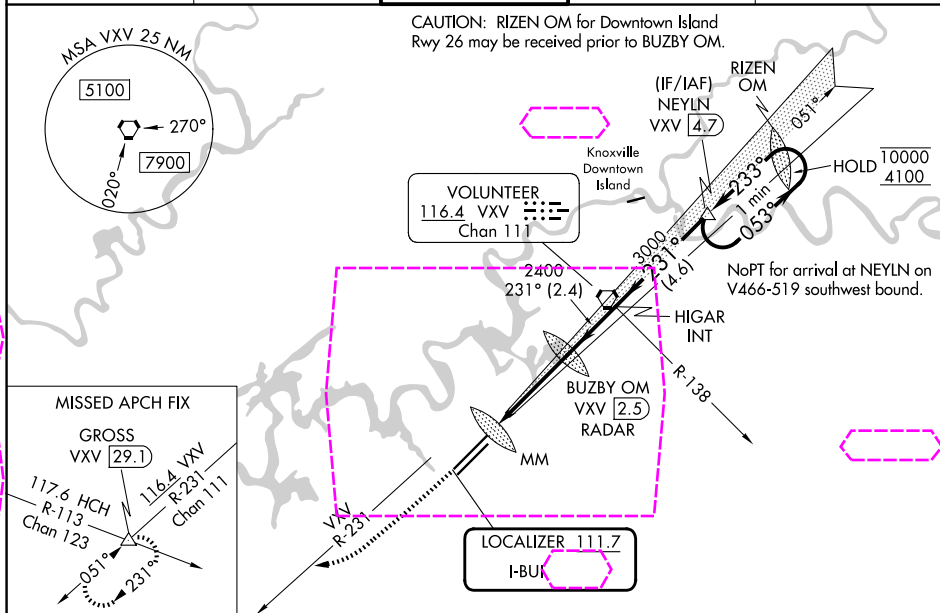 CAUTION: RIZEN OM for Downtown Island
Rwy 26 may be received prior to BUZBY OM.
MSA VXV 25 NM
5100
270°
7900
020°
(IF/IAF)
NEYLN
VXV 4.7
RIZEN
OM
051°
Knoxville
Downtown
Island
HOLD 10000
4100
233°
1 min
053°
VOLUNTEER
116.4 VXV
Chan 111
3000
231°
(4.6)
NoPT for arrival at NEYLN on
V466-519 southwest bound.
2400
231° (2.4)
HIGAR
INT
R-138
BUZBY OM
VXV 2.5
RADAR
MM
MISSED APCH FIX
GROSS
VXV 29.1
117.6 HCH
R-113
Chan 123
116.4 VXV
R-231
Chan 111
051°
231°
VXV
R-231
LOCALIZER 111.7